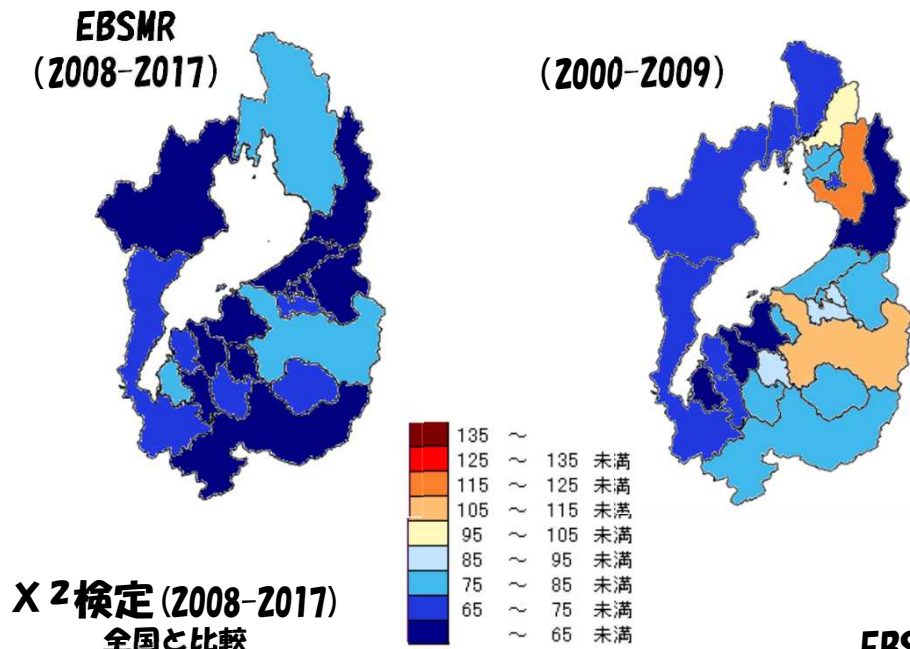 EBSMR
(2008-2017)
(2000-2009)
135 ～
125 ～ 135 未満
115 ～ 125 未満
105 ～ 115 未満
95 ～ 105 未満
85 ～ 95 未満
75 ～ 85 未満
65 ～ 75 未満
～ 65 未満
X2検定(2008-2017)
全国と比較
EBS